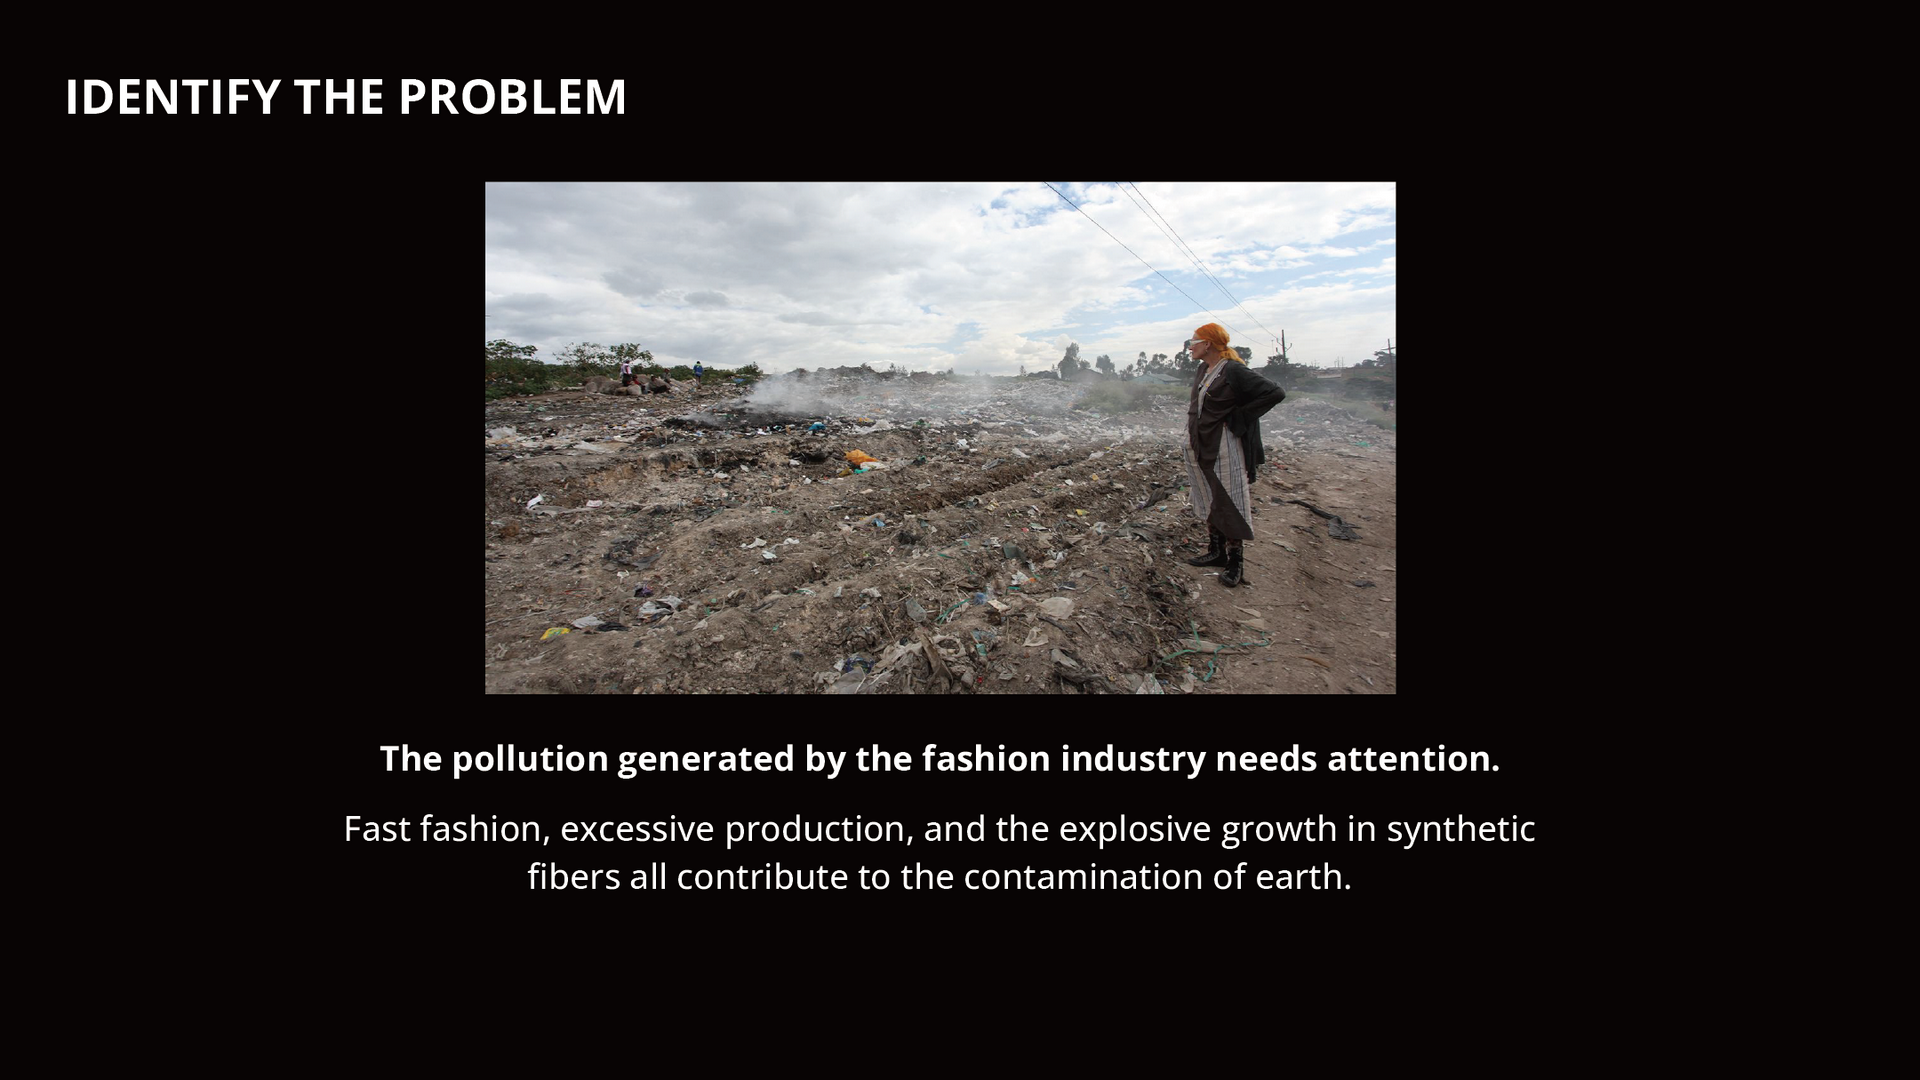 IDENTIFY THE PROBLEM
The pollution generated by the fashion industry needs attention.
Fast fashion, excessive production, and the explosive growth in synthetic
fibers all contribute to the contamination of earth.